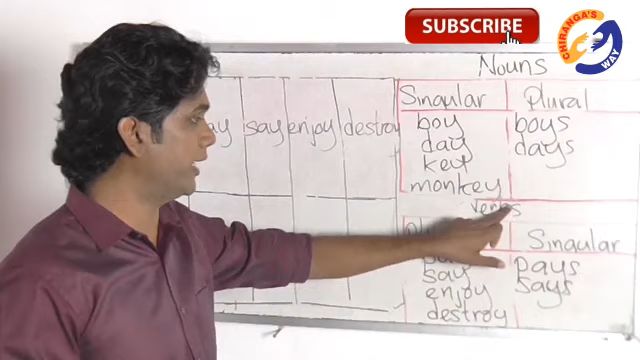 SUBSCRIBE
CHIRANGA'S WAY
Nouns
say enjoy destroy
Singular Plural
boy boys
day days
key
monkey
verbs
Singular
pays
say says
enjoy
destroy